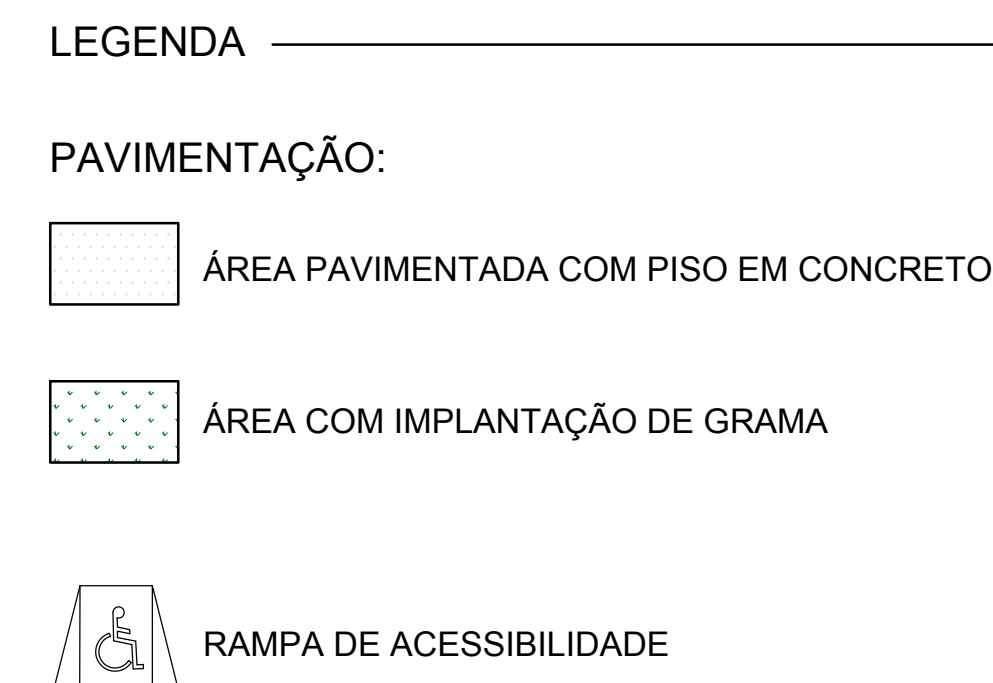 LEGENDA
PAVIMENTAÇÃO:
ÁREA PAVIMENTADA COM PISO EM CONCRETO
ÁREA COM IMPLANTAÇÃO DE GRAMA
RAMPA DE ACESSIBILIDADE